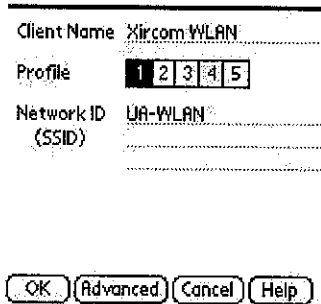 Client Name Xircom WLAN
Profile 1 2 3 4 5
Network ID UA-WLAN
(SSID)
OK Advanced Cancel Help